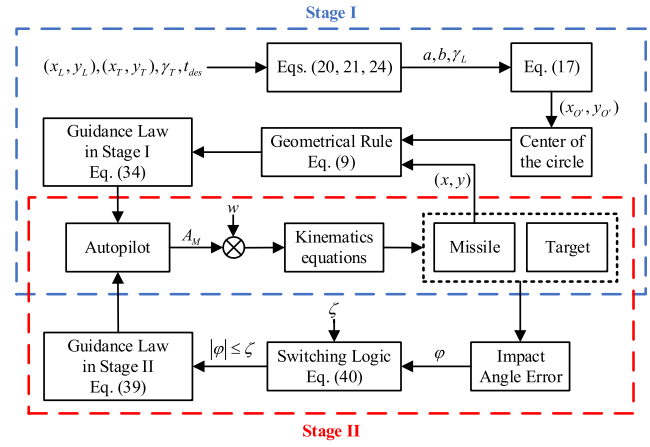 Stage I
(x_L, y_L),(x_T, y_T),γ_T,t_des
Eqs. (20, 21, 24)
a,b,γ_L
Eq. (17)
(x_O', y_O')
Guidance Law
in Stage I
Eq. (34)
Geometrical Rule
Eq. (9)
Center of
the circle
(x, y)
w
Autopilot
A_M
Kinematics
equations
Missile
Target
ζ
Guidance Law
in Stage II
Eq. (39)
|φ| ≤ ζ
Switching Logic
Eq. (40)
φ
Impact
Angle Error
Stage II